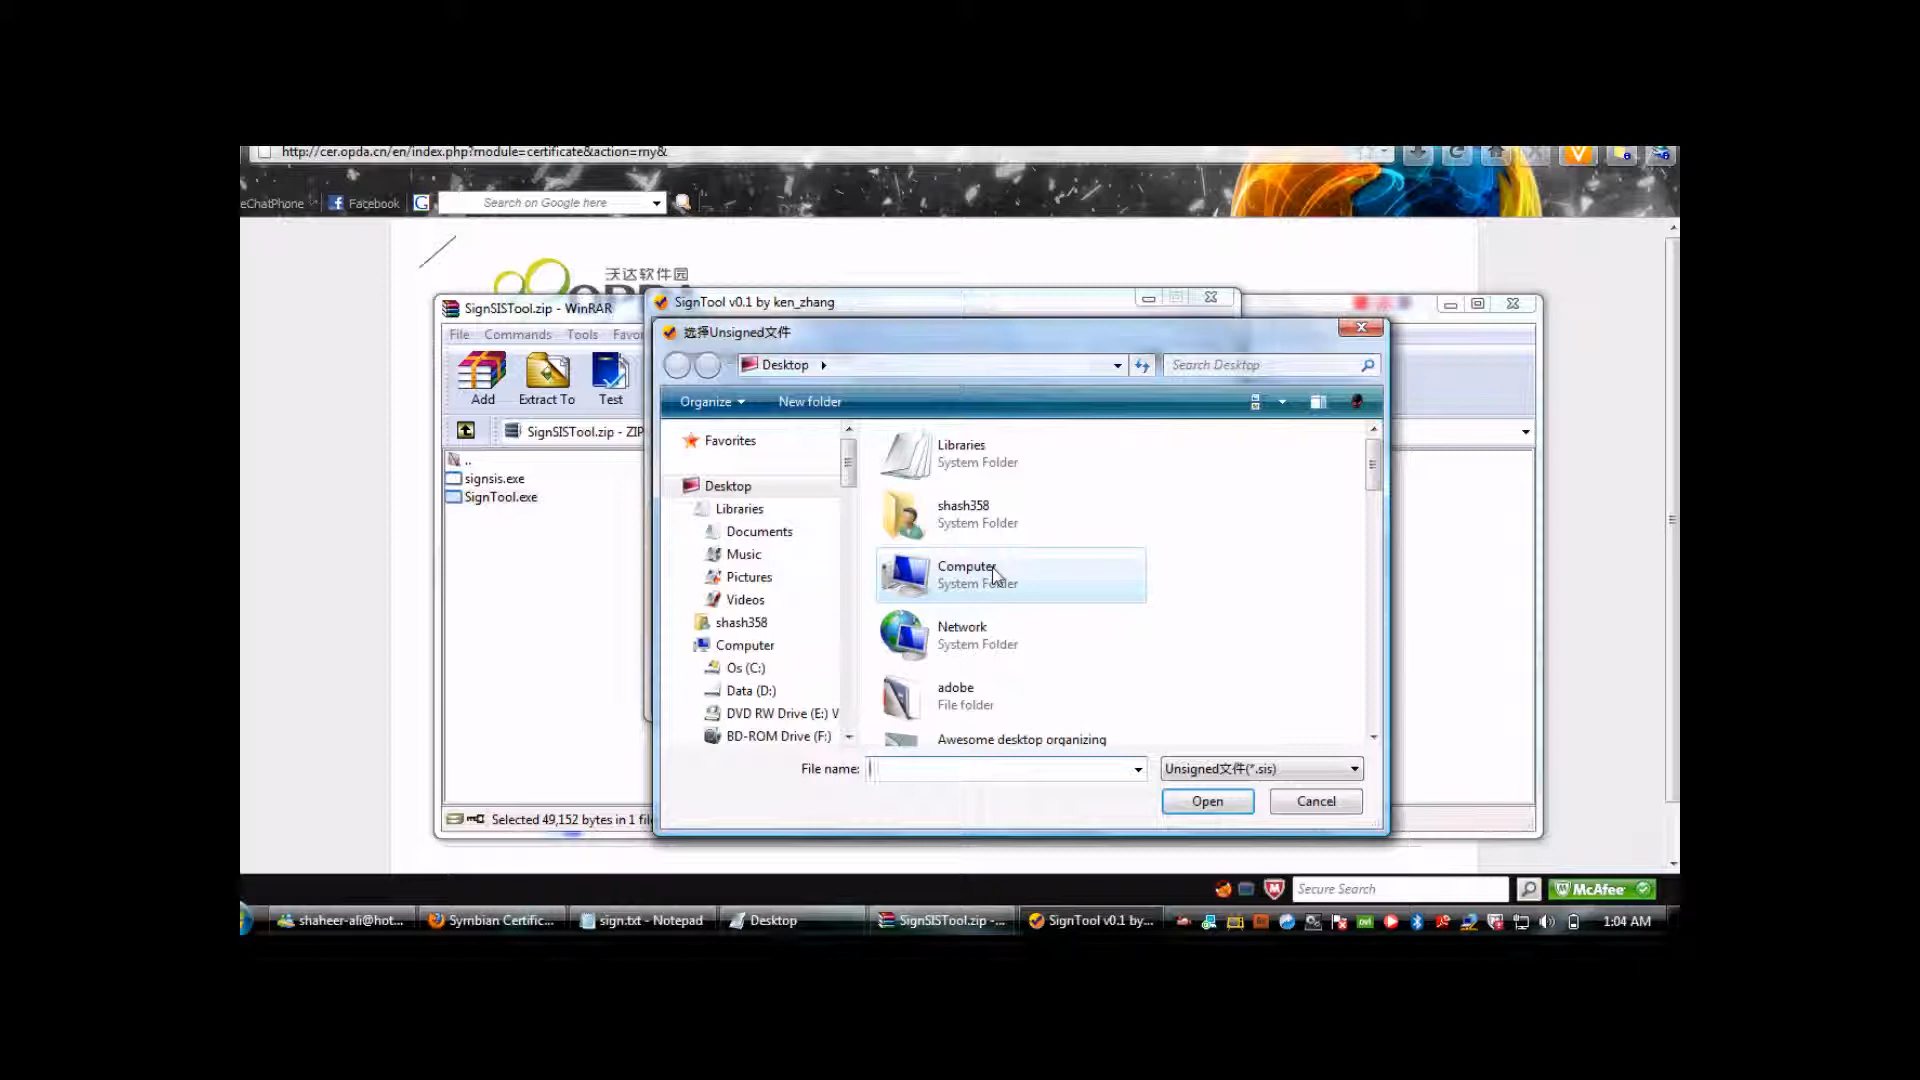 http://cer.opda.cn/en/index.php?module=certificate&action=my&
eChatPhone
Facebook
G
Search on Google here
沃达软件园
OPDA
SignSISTool.zip - WinRAR
File Commands Tools Favor
Add Extract To Test
SignSISTool.zip - ZIP
..
signsis.exe
SignTool.exe
Selected 49,152 bytes in 1 file
SignTool v0.1 by ken_zhang
选择Unsigned文件
Desktop
Search Desktop
Organize New folder
Favorites
Desktop
Libraries
Documents
Music
Pictures
Videos
shash358
Computer
Os (C:)
Data (D:)
DVD RW Drive (E:) V
BD-ROM Drive (F:)
Libraries
System Folder
shash358
System Folder
Computer
System Folder
Network
System Folder
adobe
File folder
Awesome desktop organizing
File name:
Unsigned文件(*.sis)
Open Cancel
Secure Search
McAfee
shaheer-ali@hot...
Symbian Certific...
sign.txt - Notepad
Desktop
SignSISTool.zip -...
SignTool v0.1 by...
1:04 AM